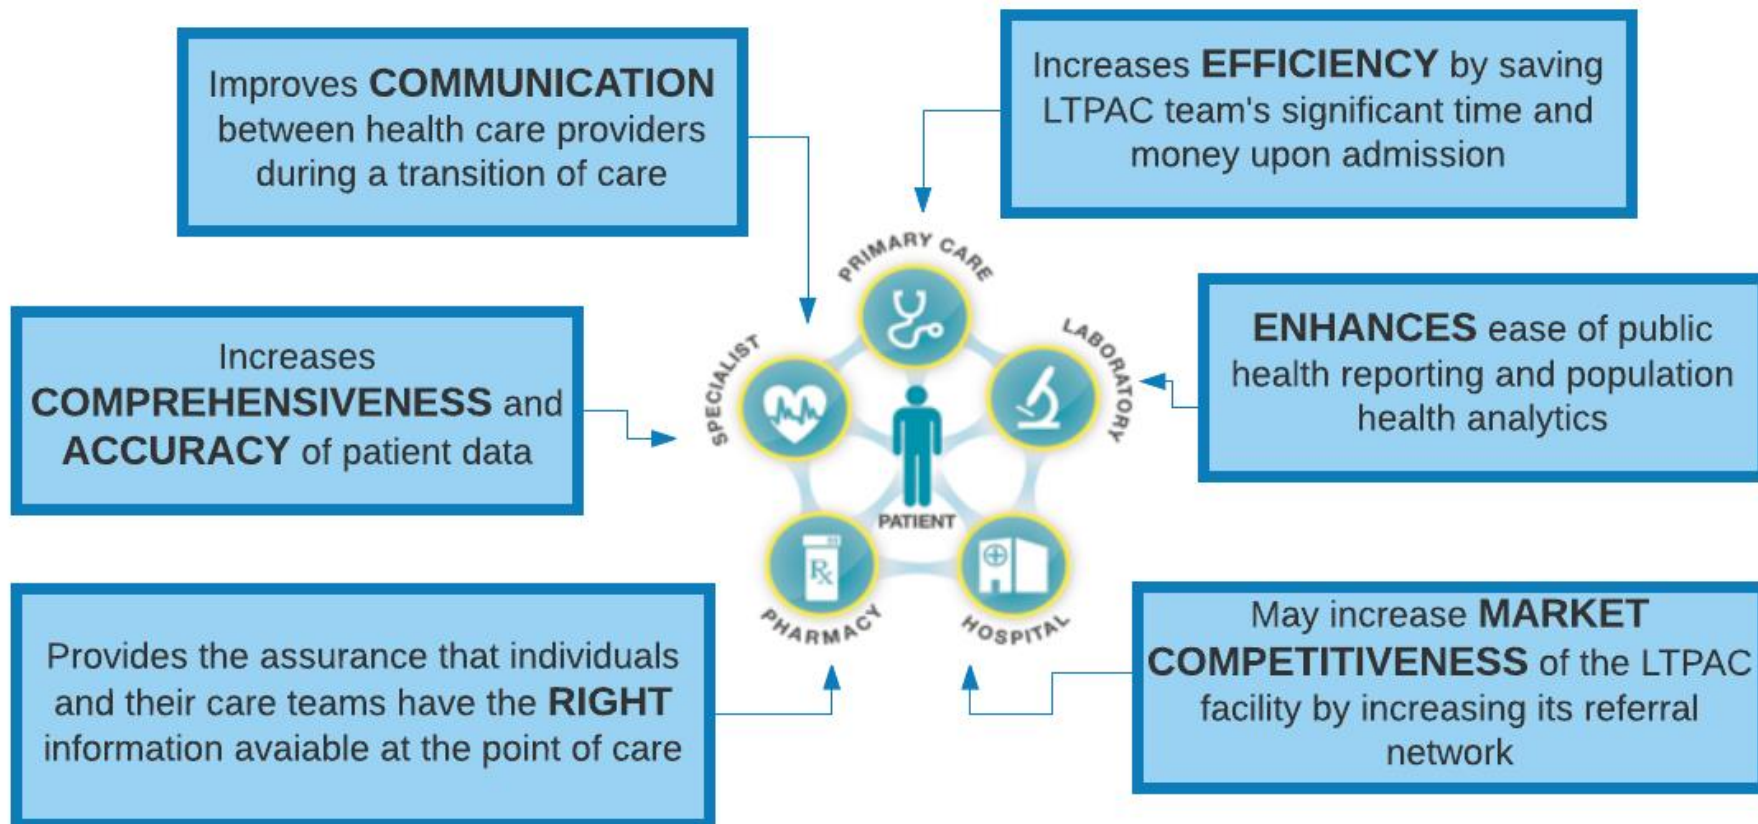 Improves COMMUNICATION
between health care providers
during a transition of care
Increases EFFICIENCY by saving
LTPAC team's significant time and
money upon admission
Increases
COMPREHENSIVENESS and
ACCURACY of patient data
PRIMARY CARE
SPECIALIST
LABORATORY
PATIENT
PHARMACY
HOSPITAL
ENHANCES ease of public
health reporting and population
health analytics
Provides the assurance that individuals
and their care teams have the RIGHT
information avaiable at the point of care
Rx
May increase MARKET
COMPETITIVENESS of the LTPAC
facility by increasing its referral
network